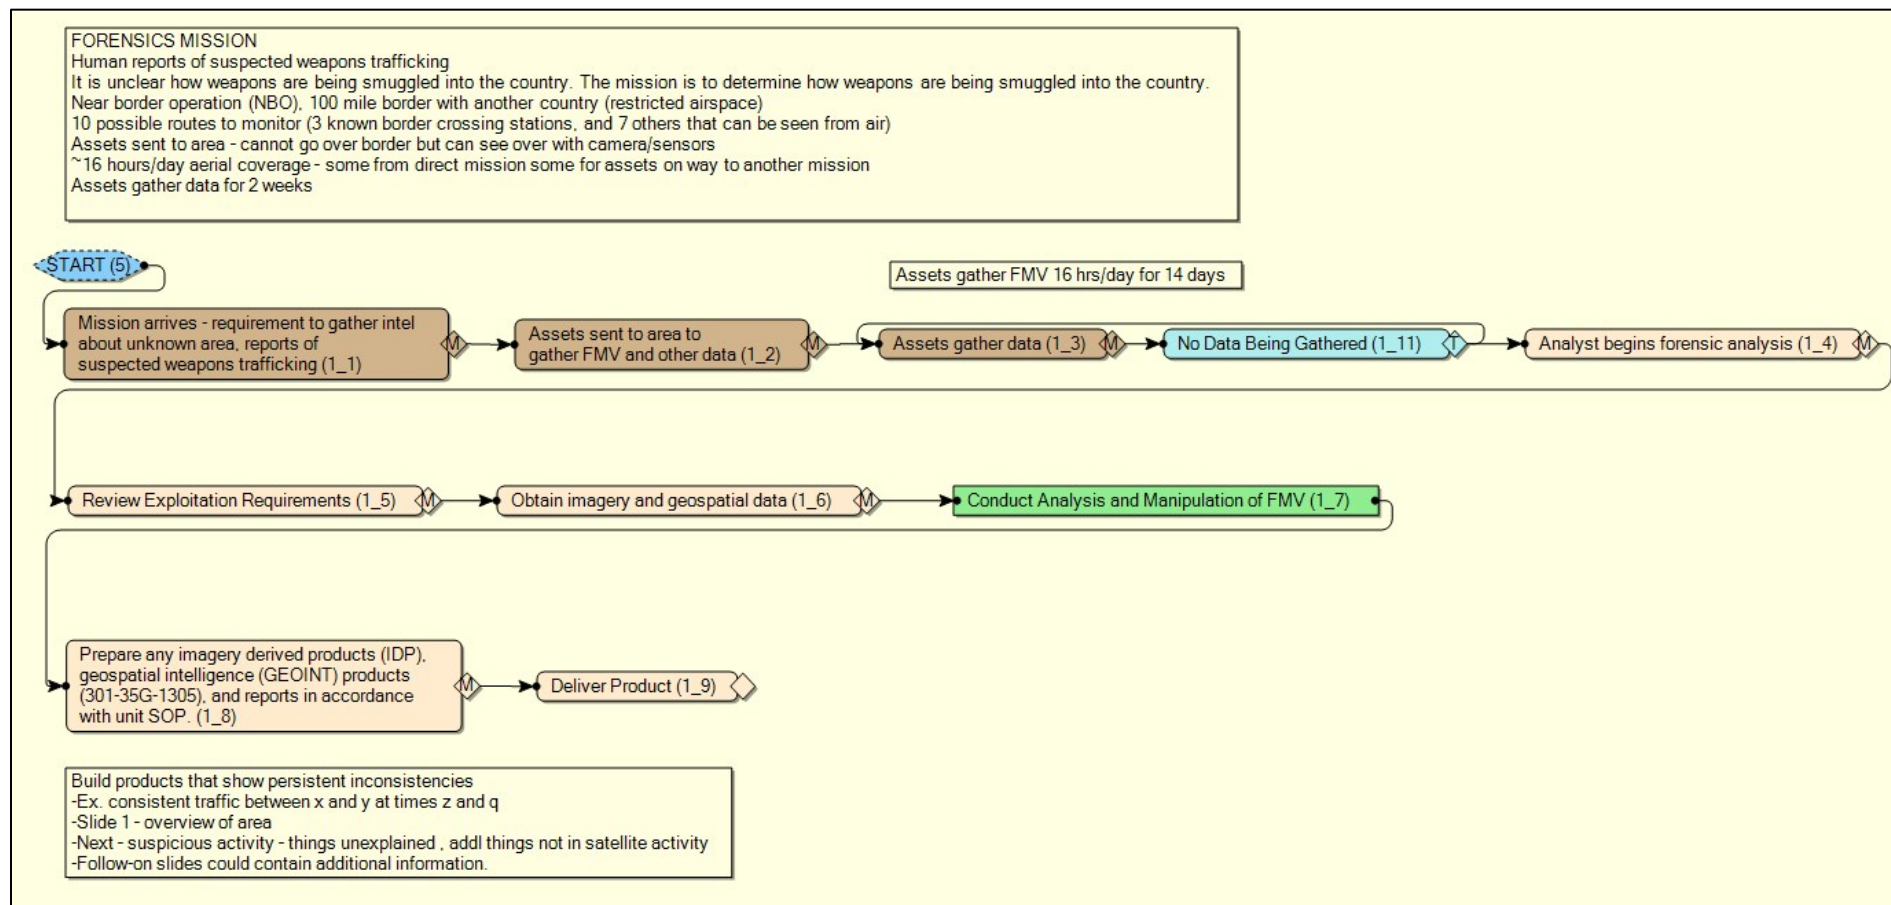 FORENSICS MISSION
Human reports of suspected weapons trafficking
It is unclear how weapons are being smuggled into the country. The mission is to determine how weapons are being smuggled into the country.
Near border operation (NBO), 100 mile border with another country (restricted airspace)
10 possible routes to monitor (3 known border crossing stations, and 7 others that can be seen from air)
Assets sent to area - cannot go over border but can see over with camera/sensors
~16 hours/day aerial coverage - some from direct mission some for assets on way to another mission
Assets gather data for 2 weeks
START (5)
Assets gather FMV 16 hrs/day for 14 days
Mission arrives - requirement to gather intel
about unknown area, reports of
suspected weapons trafficking (1_1)
M
Assets sent to area to
gather FMV and other data (1_2)
M
Assets gather data (1_3)
M
No Data Being Gathered (1_11)
T
Analyst begins forensic analysis (1_4)
M
Review Exploitation Requirements (1_5)
M
Obtain imagery and geospatial data (1_6)
M
Conduct Analysis and Manipulation of FMV (1_7)
Prepare any imagery derived products (IDP),
geospatial intelligence (GEOINT) products
(301-35G-1305), and reports in accordance
with unit SOP. (1_8)
M
Deliver Product (1_9)
Build products that show persistent inconsistencies
-Ex. consistent traffic between x and y at times z and q
-Slide 1 - overview of area
-Next - suspicious activity - things unexplained , addl things not in satellite activity
-Follow-on slides could contain additional information.